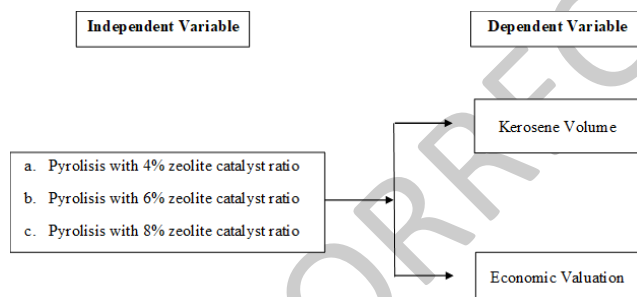 Independent Variable
Dependent Variable
Kerosene Volume
a. Pyrolisis with 4% zeolite catalyst ratio
b. Pyrolisis with 6% zeolite catalyst ratio
c. Pyrolisis with 8% zeolite catalyst ratio
Economic Valuation
ORREC